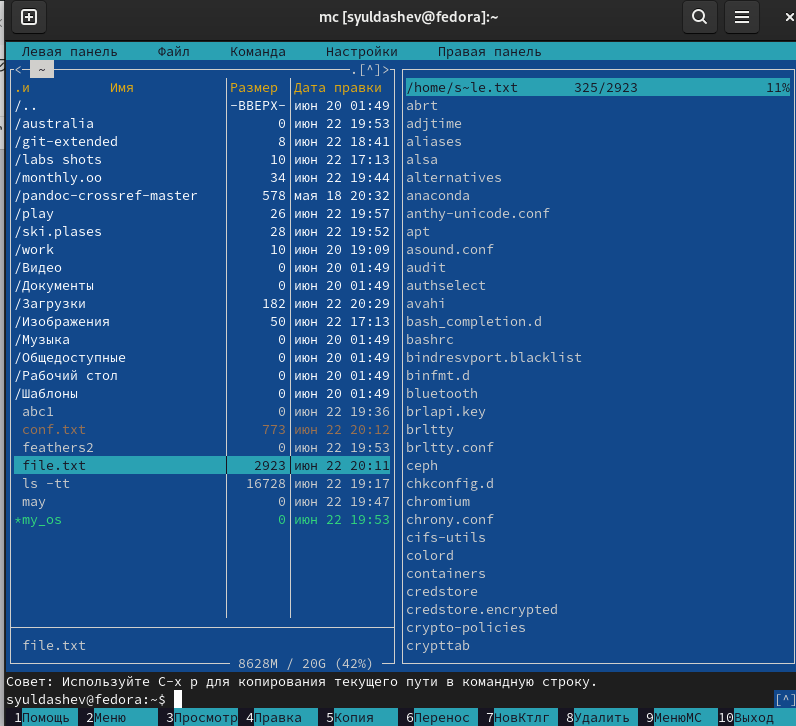 mc [syuldashev@fedora]:~
Левая панель Файл Команда Настройки Правая панель
<- ~ .[^]>
.и Имя Размер Дата правки
/.. -ВВЕРХ- июн 20 01:49
/australia 0 июн 22 19:53
/git-extended 8 июн 22 18:41
/labs shots 10 июн 22 17:13
/monthly.oo 34 июн 22 19:44
/pandoc-crossref-master 578 мая 18 20:32
/play 26 июн 22 19:57
/ski.plases 28 июн 22 19:52
/work 10 июн 20 19:09
/Видео 0 июн 20 01:49
/Документы 0 июн 20 01:49
/Загрузки 182 июн 22 20:29
/Изображения 50 июн 22 17:13
/Музыка 0 июн 20 01:49
/Общедоступные 0 июн 20 01:49
/Рабочий стол 0 июн 20 01:49
/Шаблоны 0 июн 20 01:49
abc1 0 июн 22 19:36
conf.txt 773 июн 22 20:12
feathers2 0 июн 22 19:53
file.txt 2923 июн 22 20:11
ls -tt 16728 июн 22 19:17
may 0 июн 22 19:47
*my_os 0 июн 22 19:53
file.txt
8628M / 20G (42%)
/home/s~le.txt 325/2923 11%
abrt
adjtime
aliases
alsa
alternatives
anaconda
anthy-unicode.conf
apt
asound.conf
audit
authselect
avahi
bash_completion.d
bashrc
bindresvport.blacklist
binfmt.d
bluetooth
brlapi.key
brltty
brltty.conf
ceph
chkconfig.d
chromium
chrony.conf
cifs-utils
colord
containers
credstore
credstore.encrypted
crypto-policies
crypttab
Совет: Используйте C-x p для копирования текущего пути в командную строку.
syuldashev@fedora:~$ [^]
1Помощь 2Меню 3Просмотр 4Правка 5Копия 6Перенос 7НовКтлг 8Удалить 9МенюМС 10Выход